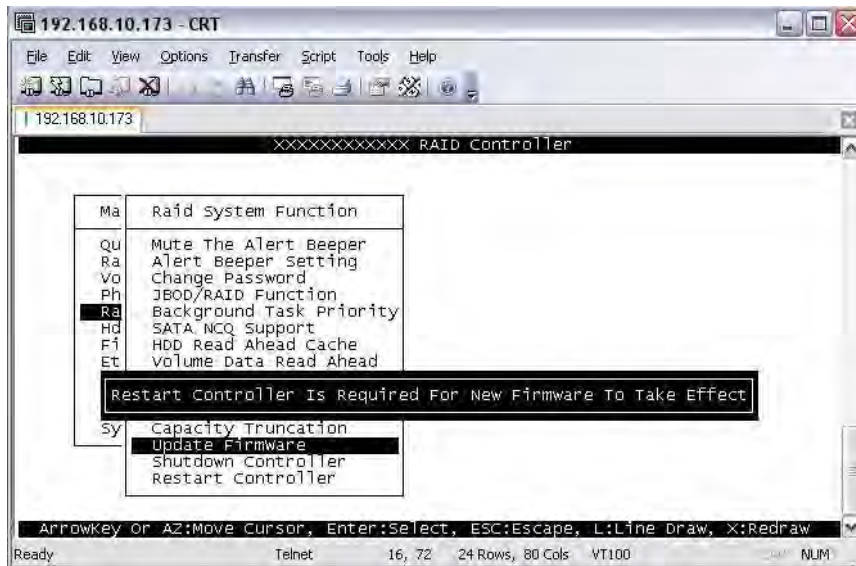 192.168.10.173 - CRT
File Edit View Options Transfer Script Tools Help
192.168.10.173
XXXXXXXXXXXX RAID Controller
Ma
Raid System Function
Qu
Mute The Alert Beeper
Ra
Alert Beeper Setting
Vo
Change Password
Ph
JBOD/RAID Function
Ra
Background Task Priority
Hd
SATA NCQ Support
Fi
HDD Read Ahead Cache
Et
Volume Data Read Ahead
Restart Controller Is Required For New Firmware To Take Effect
Sy
Capacity Truncation
Update Firmware
Shutdown Controller
Restart Controller
ArrowKey Or AZ:Move Cursor, Enter:Select, ESC:Escape, L:Line Draw, X:Redraw
Ready Telnet 16, 72 24 Rows, 80 Cols VT100 NUM